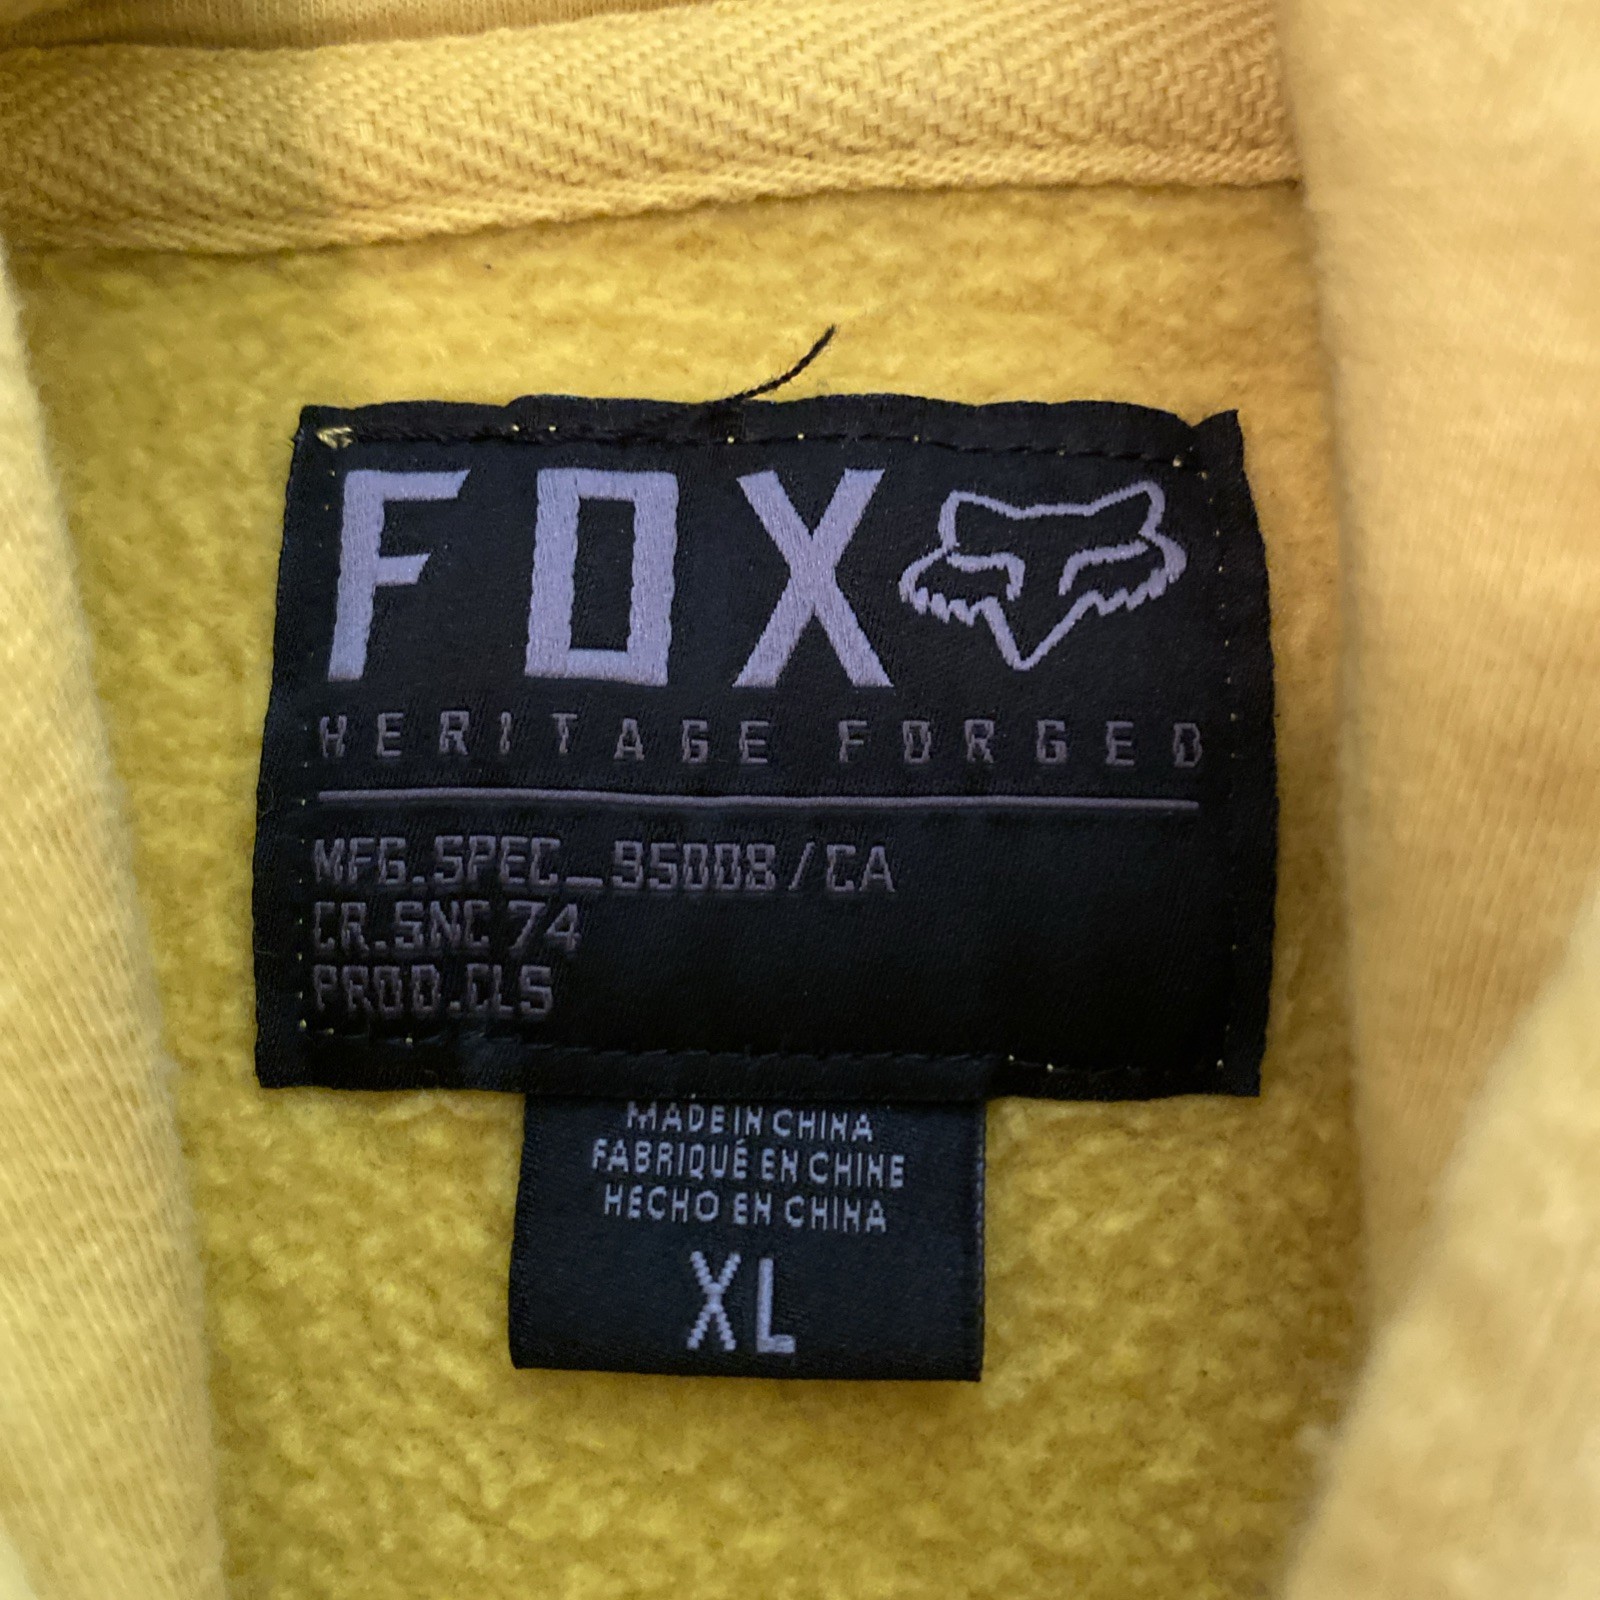 FOX
HERITAGE FORGED
MFG.SPEC_95008/CA
CR.SNC 74
PROD.CLS
MADE IN CHINA
FABRIQUÉ EN CHINE
HECHO EN CHINA
XL